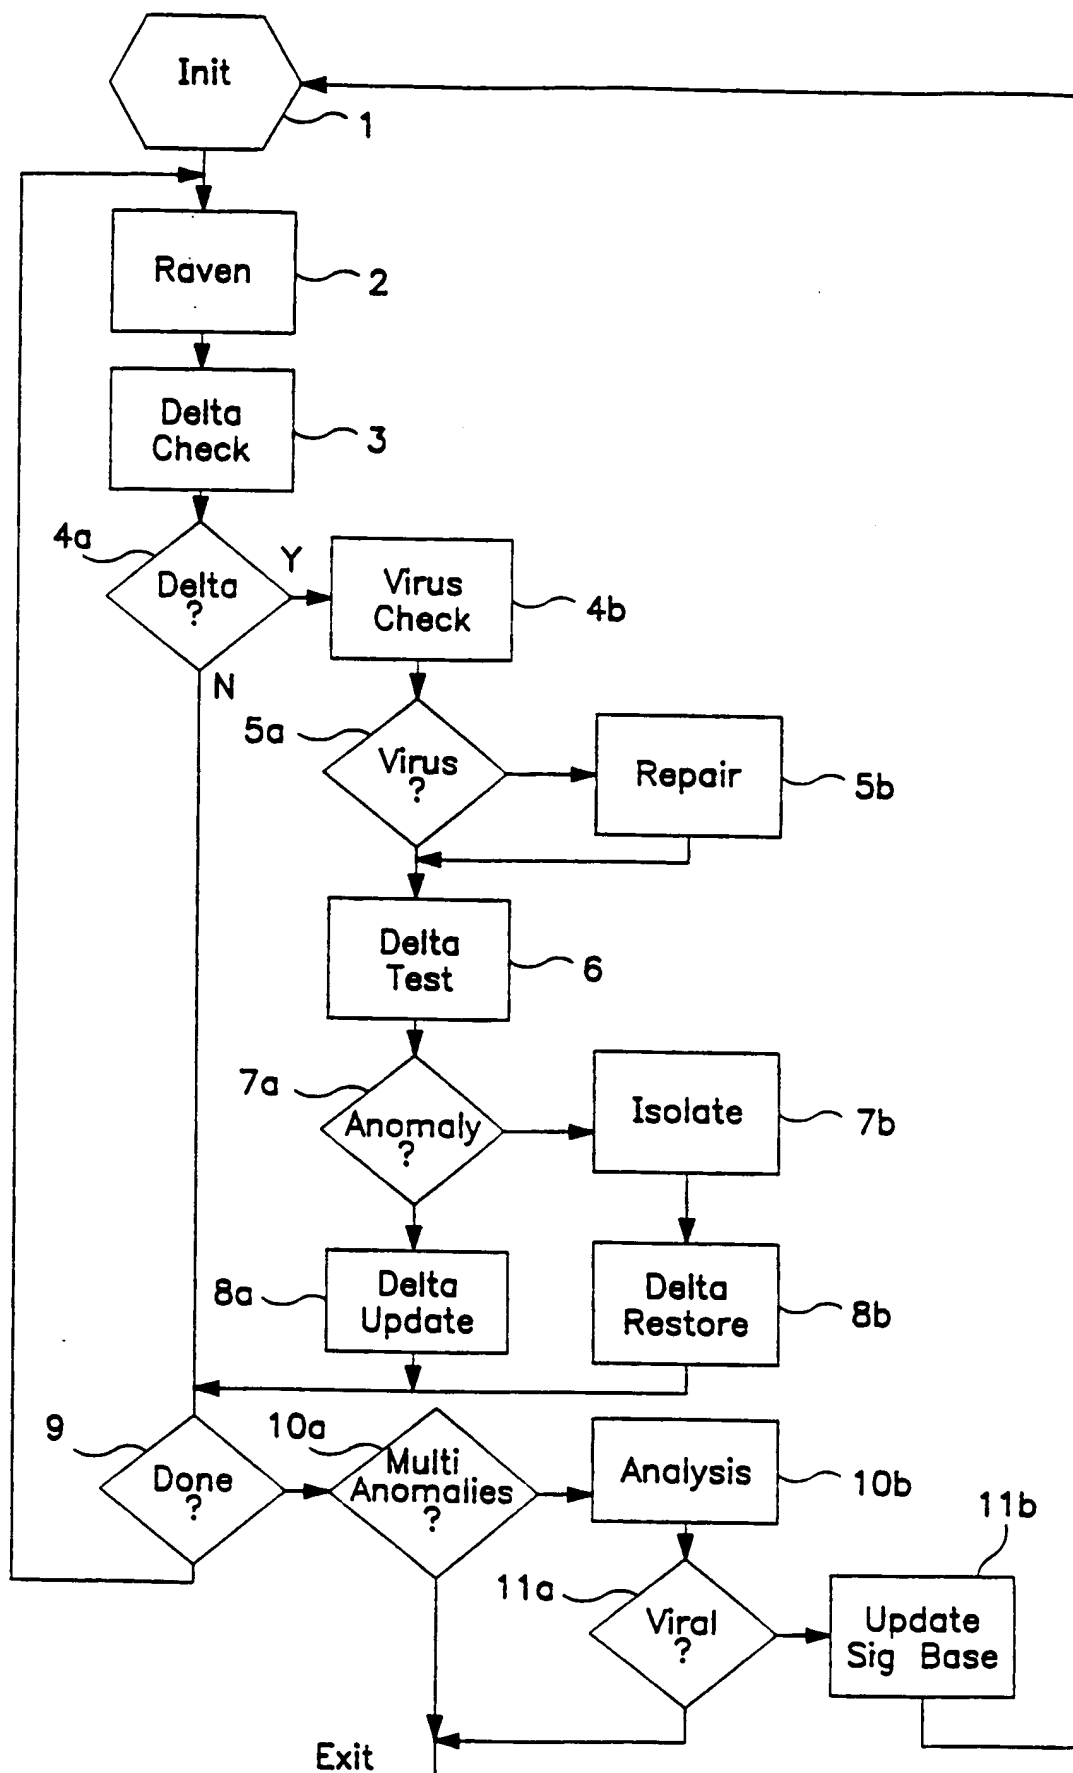 Init
1
Raven
2
Delta
Check
3
4a
Delta
?
Y
N
Virus
Check
4b
5a
Virus
?
Repair
5b
Delta
Test
6
7a
Anomaly
?
Isolate
7b
8a
Delta
Update
Delta
Restore
8b
9
Done
?
10a
Multi
Anomalies
?
Analysis
10b
11a
Viral
?
11b
Update
Sig Base
Exit